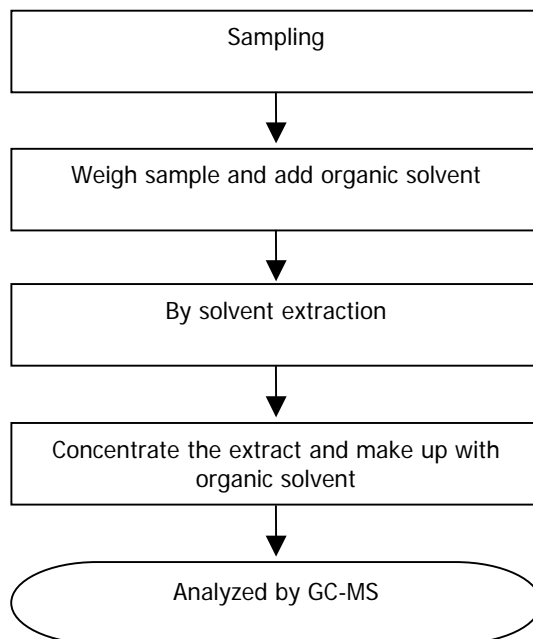 Sampling
Weigh sample and add organic solvent
By solvent extraction
Concentrate the extract and make up with
organic solvent
Analyzed by GC-MS